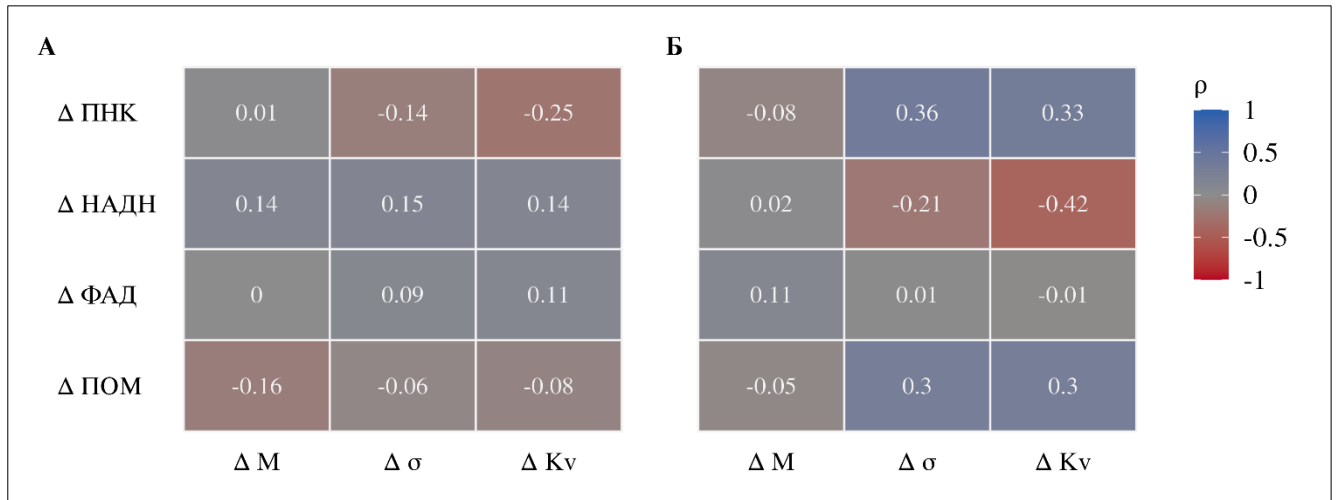 А
Б
Δ ПНК 0.01 -0.14 -0.25 -0.08 0.36 0.33
Δ НАДН 0.14 0.15 0.14 0.02 -0.21 -0.42
Δ ФАД 0 0.09 0.11 0.11 0.01 -0.01
Δ ПОМ -0.16 -0.06 -0.08 -0.05 0.3 0.3
Δ М Δ σ Δ Kv Δ М Δ σ Δ Kv
ρ
1
0.5
0
-0.5
-1